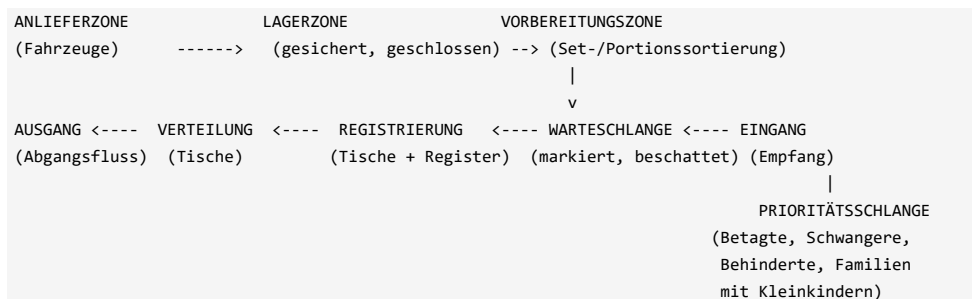 ANLIEFERZONE LAGERZONE VORBEREITUNGSZONE
(Fahrzeuge) ------> (gesichert, geschlossen) --> (Set-/Portionssortierung)
|
v
AUSGANG <---- VERTEILUNG <---- REGISTRIERUNG <---- WARTESCHLANGE <---- EINGANG
(Abgangsfluss) (Tische) (Tische + Register) (markiert, beschattet) (Empfang)
|
PRIORITÄTSSCHLANGE
(Betagte, Schwangere,
Behinderte, Familien
mit Kleinkindern)